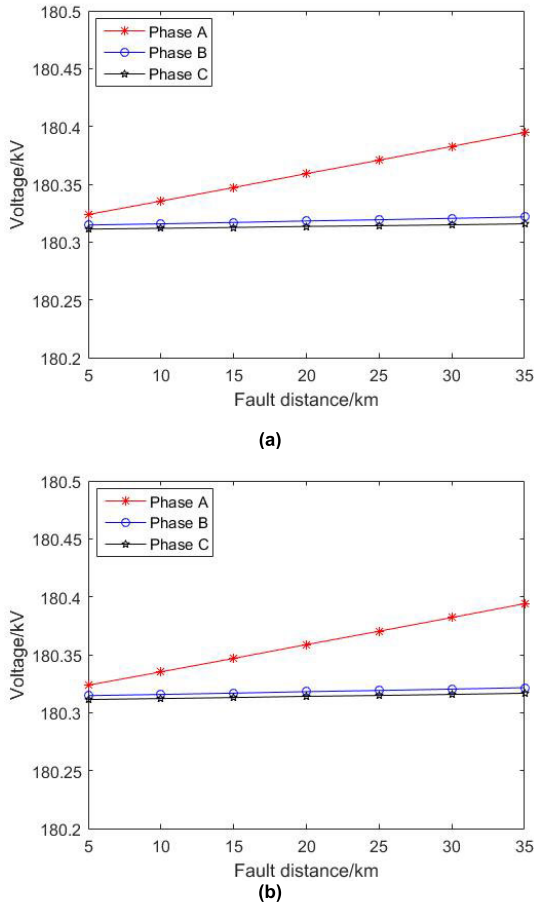 180.5
180.45
180.4
180.35
180.3
180.25
180.2
Voltage/kV
Phase A
Phase B
Phase C
5 10 15 20 25 30 35
Fault distance/km
(a)
180.5
180.45
180.4
180.35
180.3
180.25
180.2
Voltage/kV
Phase A
Phase B
Phase C
5 10 15 20 25 30 35
Fault distance/km
(b)